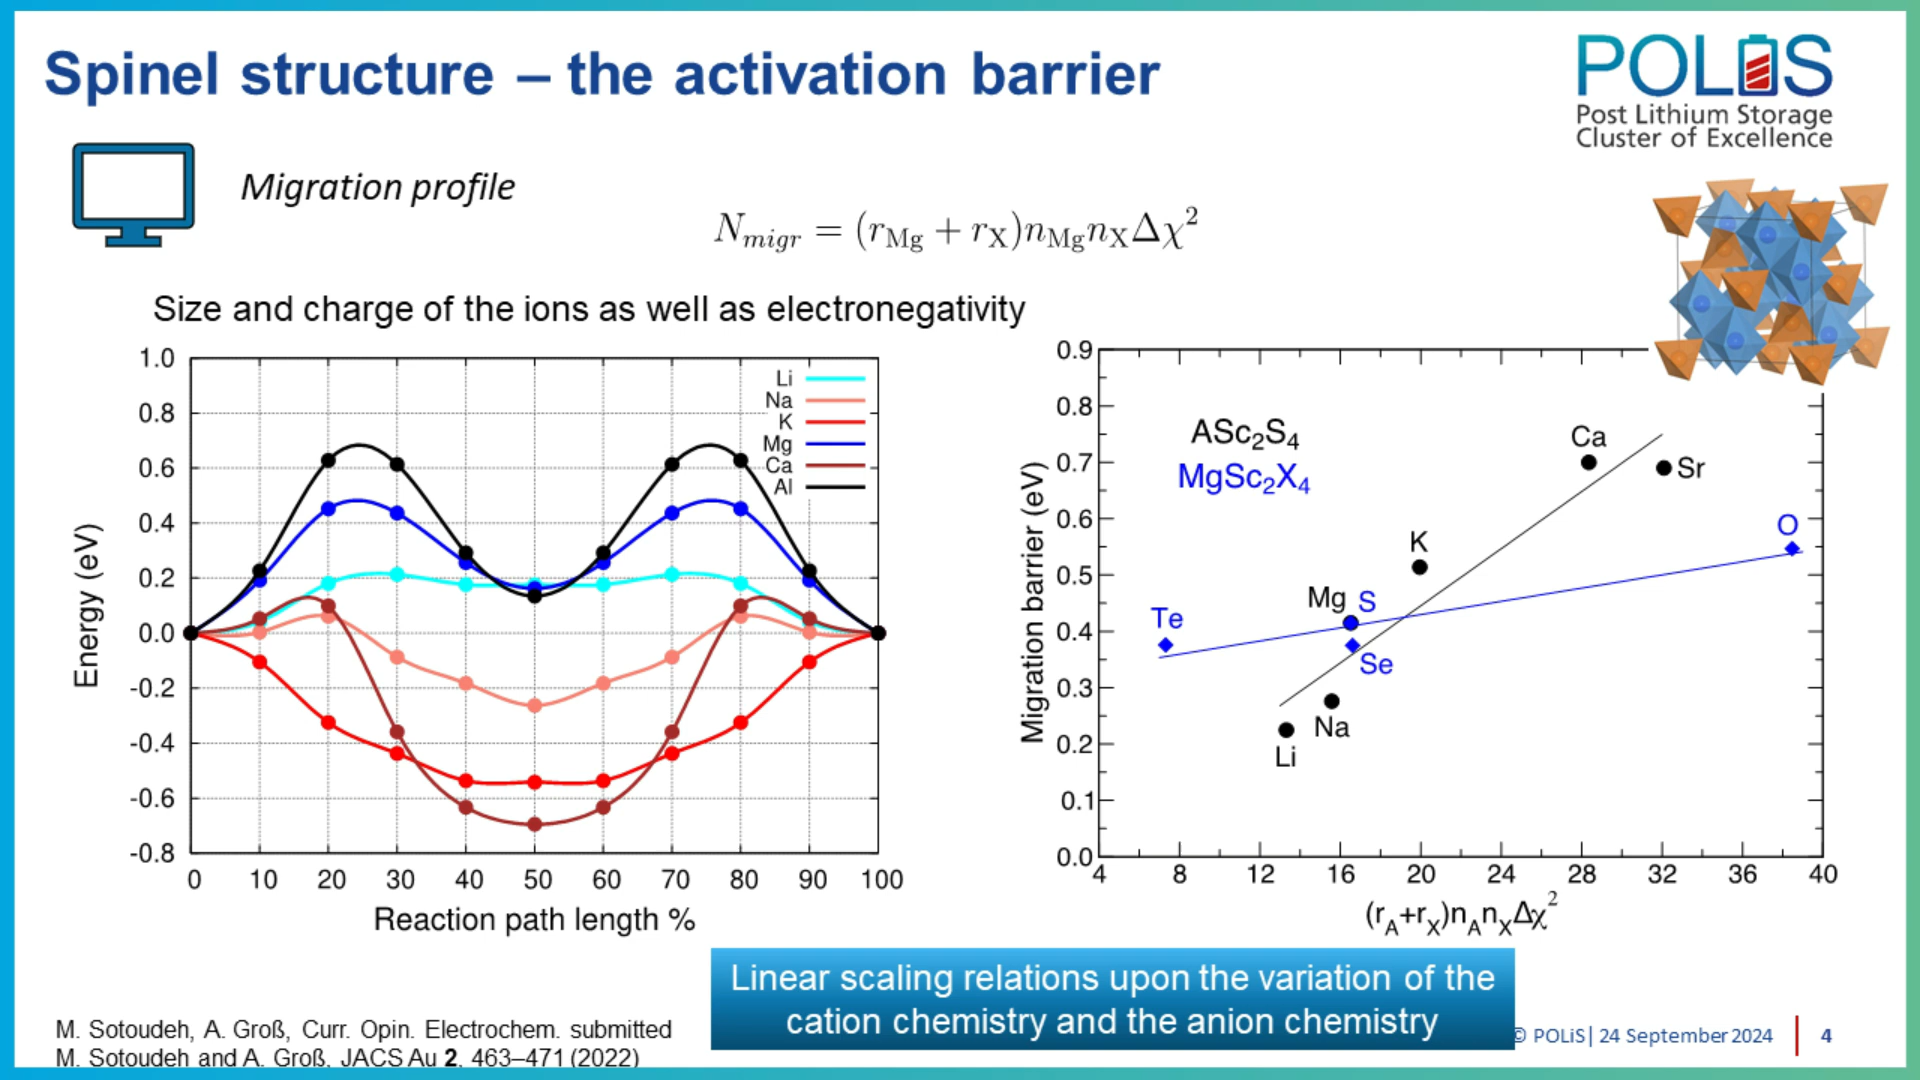 Spinel structure – the activation barrier
POLiS
Post Lithium Storage
Cluster of Excellence
Migration profile
N_migr = (r_Mg + r_X)n_Mg n_X Δχ²
Size and charge of the ions as well as electronegativity
1.0
0.8
0.6
0.4
0.2
0.0
-0.2
-0.4
-0.6
-0.8
Energy (eV)
Li
Na
K
Mg
Ca
Al
0 10 20 30 40 50 60 70 80 90 100
Reaction path length %
0.9
0.8
0.7
0.6
0.5
0.4
0.3
0.2
0.1
0.0
Migration barrier (eV)
ASc₂S₄
MgSc₂X₄
Ca
Sr
O
K
Mg S
Te
Se
Na
Li
4 8 12 16 20 24 28 32 36 40
(r_A+r_X)n_A n_X Δχ²
Linear scaling relations upon the variation of the
cation chemistry and the anion chemistry
M. Sotoudeh, A. Groß, Curr. Opin. Electrochem. submitted
M. Sotoudeh and A. Groß, JACS Au 2, 463–471 (2022)
© POLiS| 24 September 2024 4